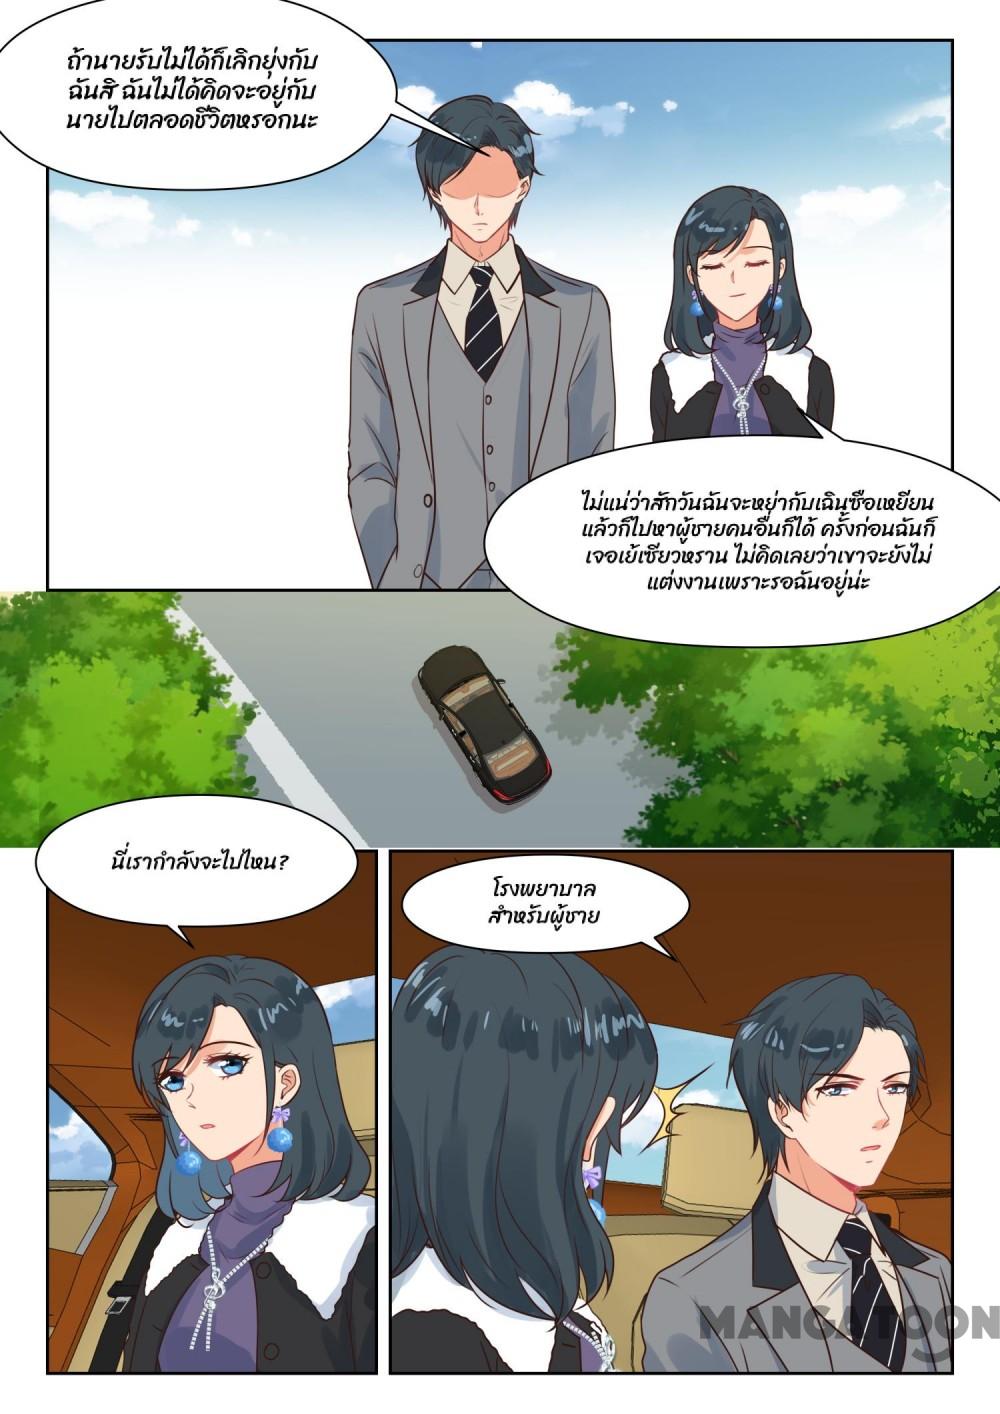 ถ้านายรับไม่ได้ก็เลิกยุ่งกับ
ฉันสิ ฉันไม่ได้คิดจะอยู่กับ
นายไปตลอดชีวิตหรอกนะ
ไม่แน่ว่าสักวันฉันจะหย่ากับเฉินซือเหยียน
แล้วก็ไปหาผู้ชายคนอื่นก็ได้ ครั้งก่อนฉันก็
เจอเย้เซียวหราน ไม่คิดเลยว่าเขาจะยังไม่
แต่งงานเพราะรอฉันอยู่น่ะ
นี่เรากำลังจะไปไหน?
โรงพยาบาล
สำหรับผู้ชาย
MANGATOON